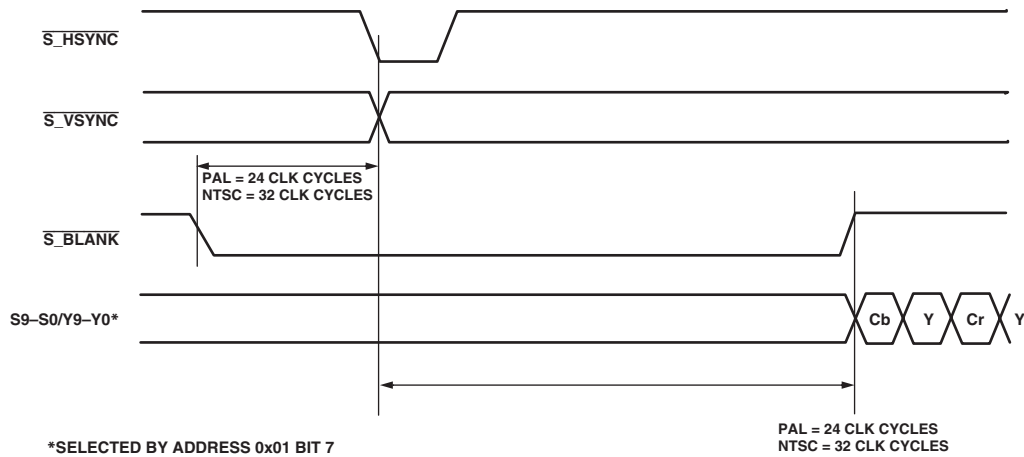 S_HSYNC
S_VSYNC
PAL = 24 CLK CYCLES
NTSC = 32 CLK CYCLES
S_BLANK
S9–S0/Y9–Y0*
Cb
Y
Cr
Y
PAL = 24 CLK CYCLES
NTSC = 32 CLK CYCLES
*SELECTED BY ADDRESS 0x01 BIT 7